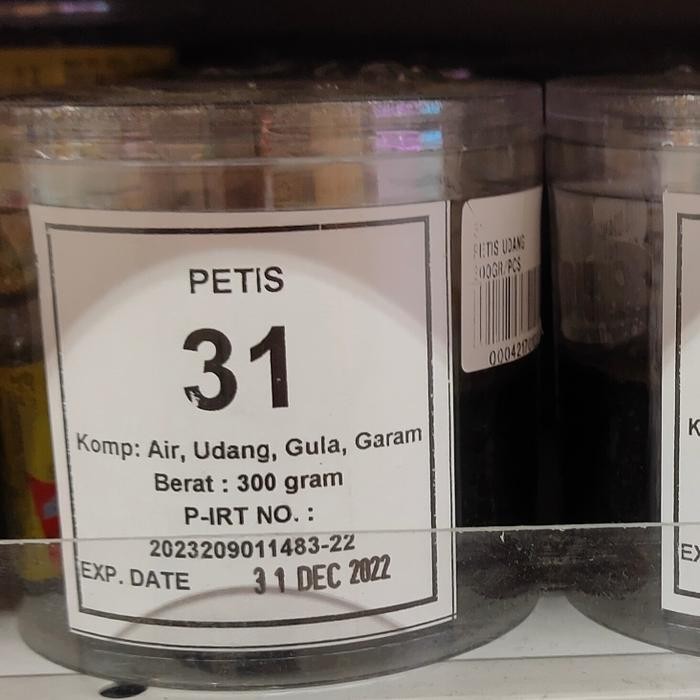 PETIS
31
Komp: Air, Udang, Gula, Garam
Berat : 300 gram
P-IRT NO. :
2023209011483-22
EXP. DATE 31 DEC 2022
PETIS UDANG
300GR/PCS
K
EX